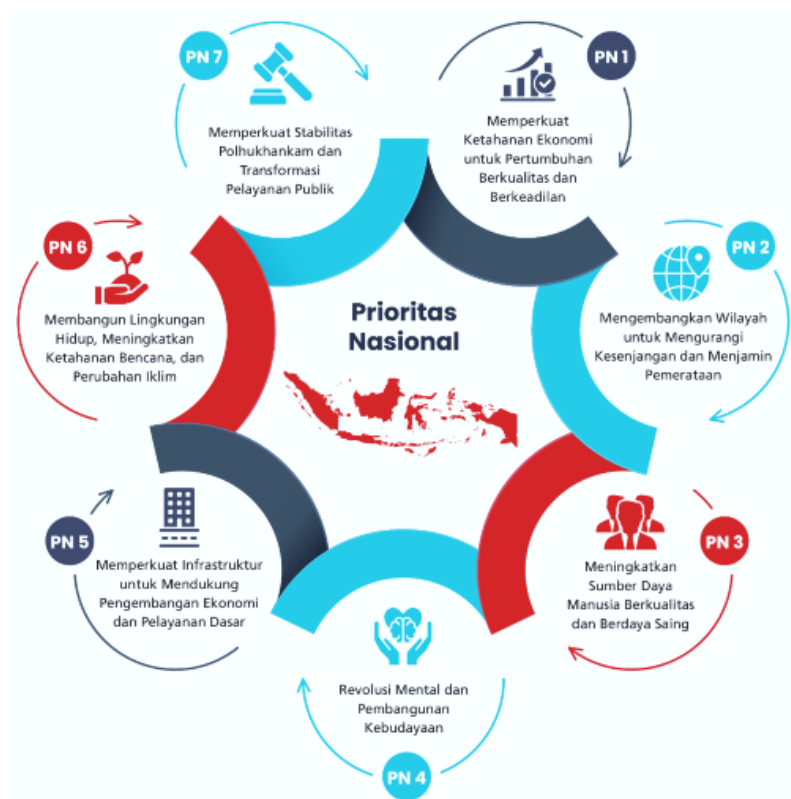 Prioritas
Nasional
PN 1
Memperkuat
Ketahanan Ekonomi
untuk Pertumbuhan
Berkualitas dan
Berkeadilan
PN 2
Mengembangkan Wilayah
untuk Mengurangi
Kesenjangan dan Menjamin
Pemerataan
PN 3
Meningkatkan
Sumber Daya
Manusia Berkualitas
dan Berdaya Saing
PN 4
Revolusi Mental dan
Pembangunan
Kebudayaan
PN 5
Memperkuat Infrastruktur
untuk Mendukung
Pengembangan Ekonomi
dan Pelayanan Dasar
PN 6
Membangun Lingkungan
Hidup, Meningkatkan
Ketahanan Bencana, dan
Perubahan Iklim
PN 7
Memperkuat Stabilitas
Polhukhankam dan
Transformasi
Pelayanan Publik